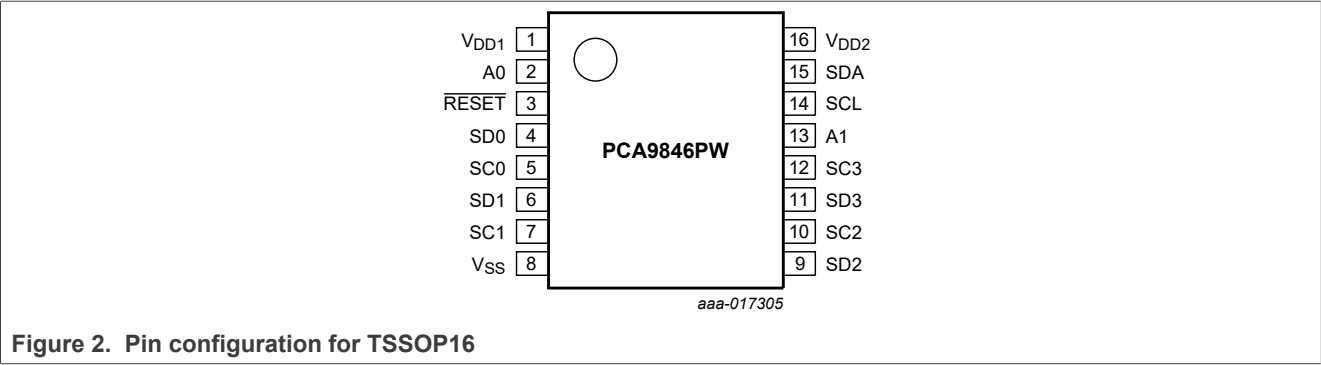 VDD1 1 16 VDD2
A0 2 15 SDA
RESET 3 14 SCL
SD0 4 13 A1
PCA9846PW
SC0 5 12 SC3
SD1 6 11 SD3
SC1 7 10 SC2
VSS 8 9 SD2
aaa-017305
Figure 2. Pin configuration for TSSOP16